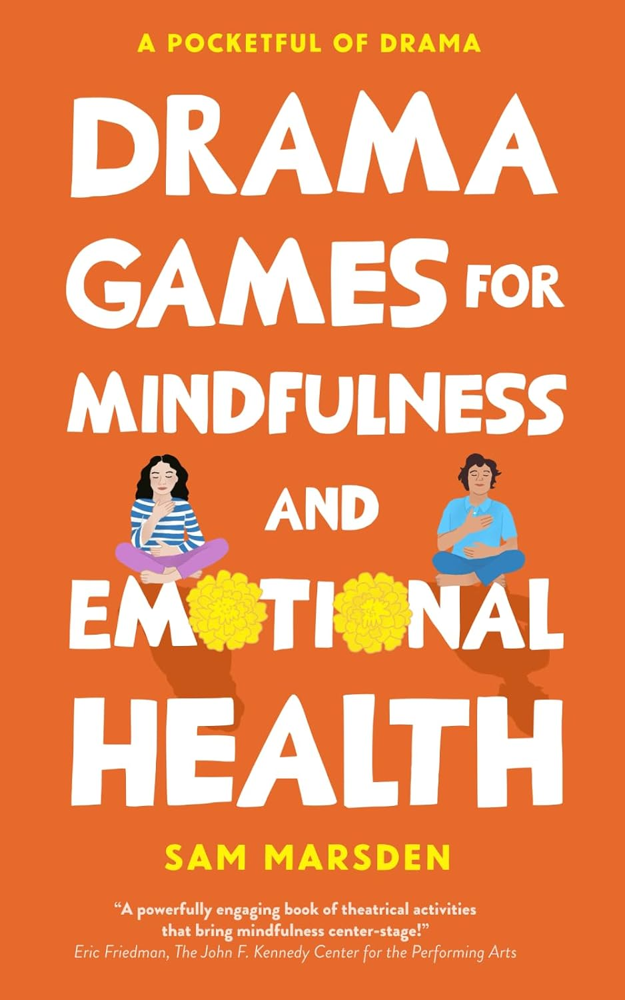 A POCKETFUL OF DRAMA
DRAMA
GAMES FOR
MINDFULNESS
AND
EMOTIONAL
HEALTH
SAM MARSDEN
“A powerfully engaging book of theatrical activities
that bring mindfulness center-stage!”
Eric Friedman, The John F. Kennedy Center for the Performing Arts